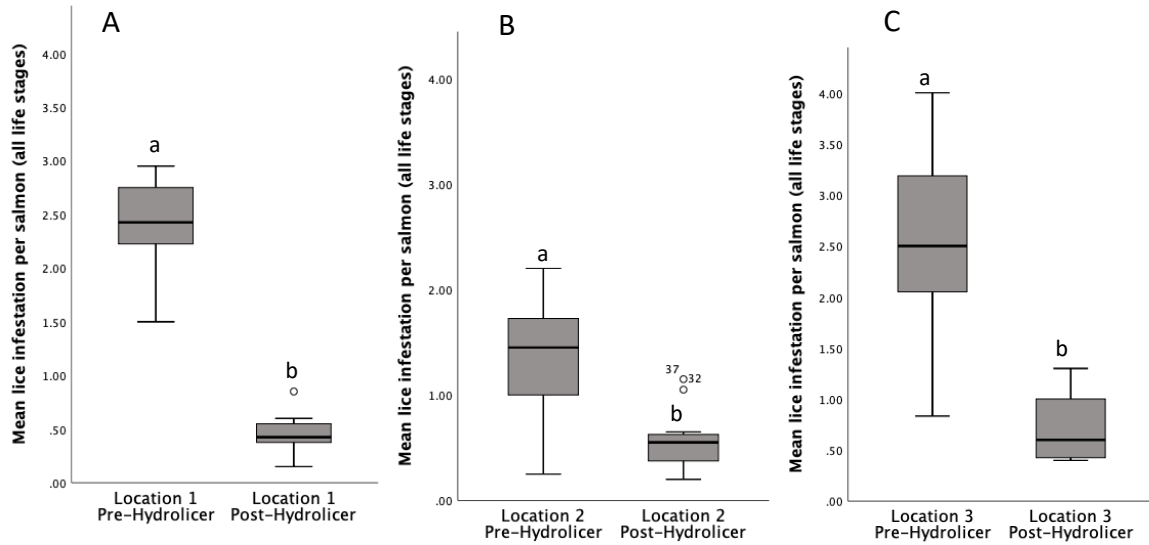 A
Mean lice infestation per salmon (all life stages)
4.00
3.50
3.00
2.50
2.00
1.50
1.00
.50
.00
a
b
Location 1
Pre-Hydrolicer
Location 1
Post-Hydrolicer
B
Mean lice infestation per salmon (all life stages)
4.00
3.00
2.00
1.00
.00
a
37
32
b
Location 2
Pre-Hydrolicer
Location 2
Post-Hydrolicer
C
Mean lice infestation per salmon (all life stages)
4.00
3.50
3.00
2.50
2.00
1.50
1.00
.50
.00
a
b
Location 3
Pre-Hydrolicer
Location 3
Post-Hydrolicer